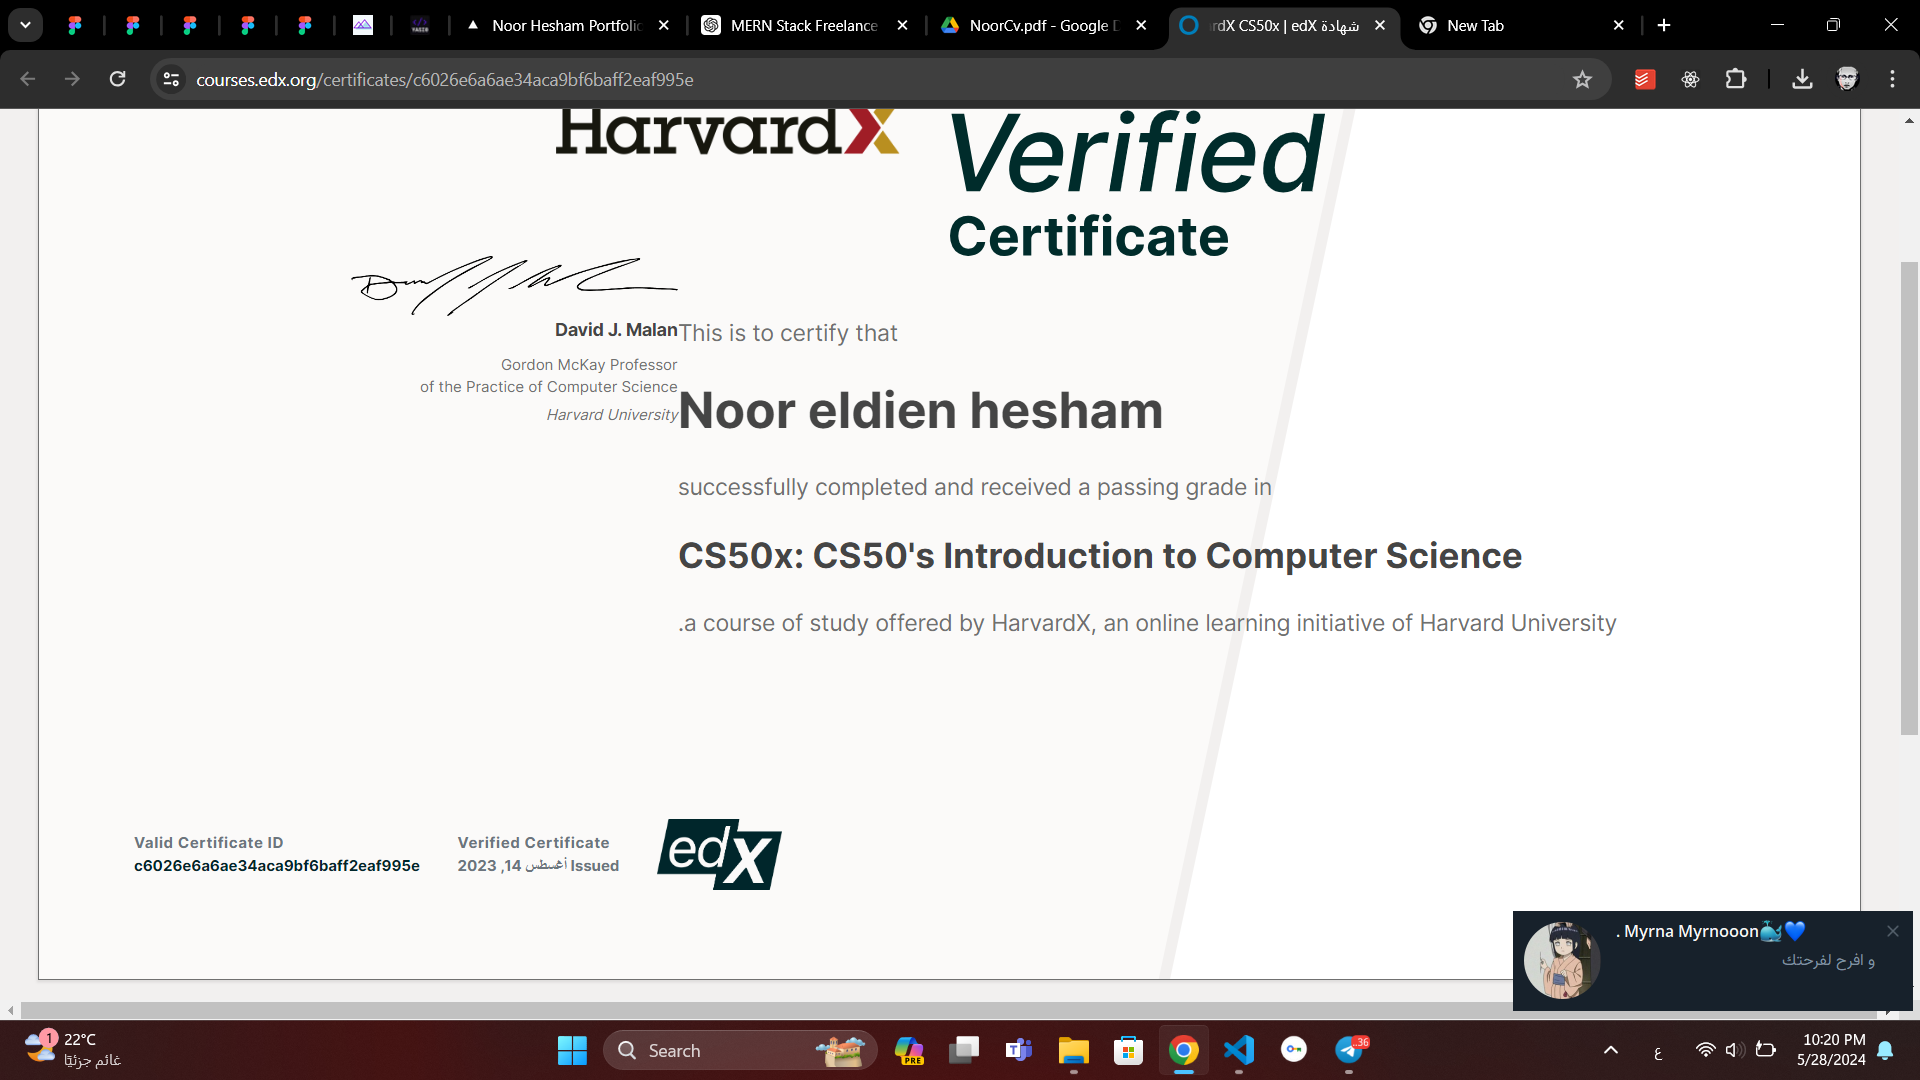 Noor Hesham Portfolio
MERN Stack Freelance
NoorCv.pdf - Google D
شهادة edX | rdX CS50x
New Tab
courses.edx.org/certificates/c6026e6a6ae34aca9bf6baff2eaf995e
HarvardX
Verified
Certificate
David J. Malan
Gordon McKay Professor
of the Practice of Computer Science
Harvard University
This is to certify that
Noor eldien hesham
successfully completed and received a passing grade in
CS50x: CS50's Introduction to Computer Science
.a course of study offered by HarvardX, an online learning initiative of Harvard University
Valid Certificate ID
c6026e6a6ae34aca9bf6baff2eaf995e
Verified Certificate
2023 ,14 أغسطس Issued
edX
. Myrna Myrnooon🐳💙
و افرح لفرحتك
1
22°C
غائم جزئيًا
Search
PRE
36
ع
10:20 PM
5/28/2024